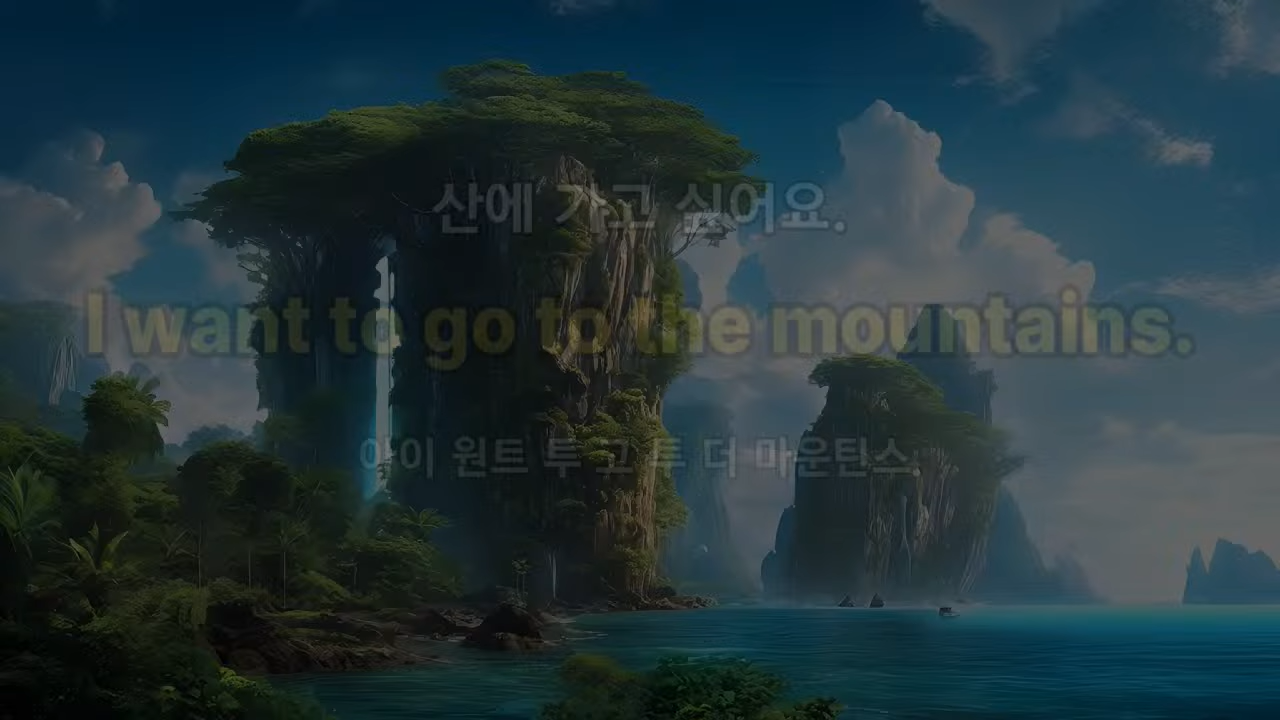 산에 가고 싶어요.
I want to go to the mountains.
아이 원트 투 고 투 더 마운틴스